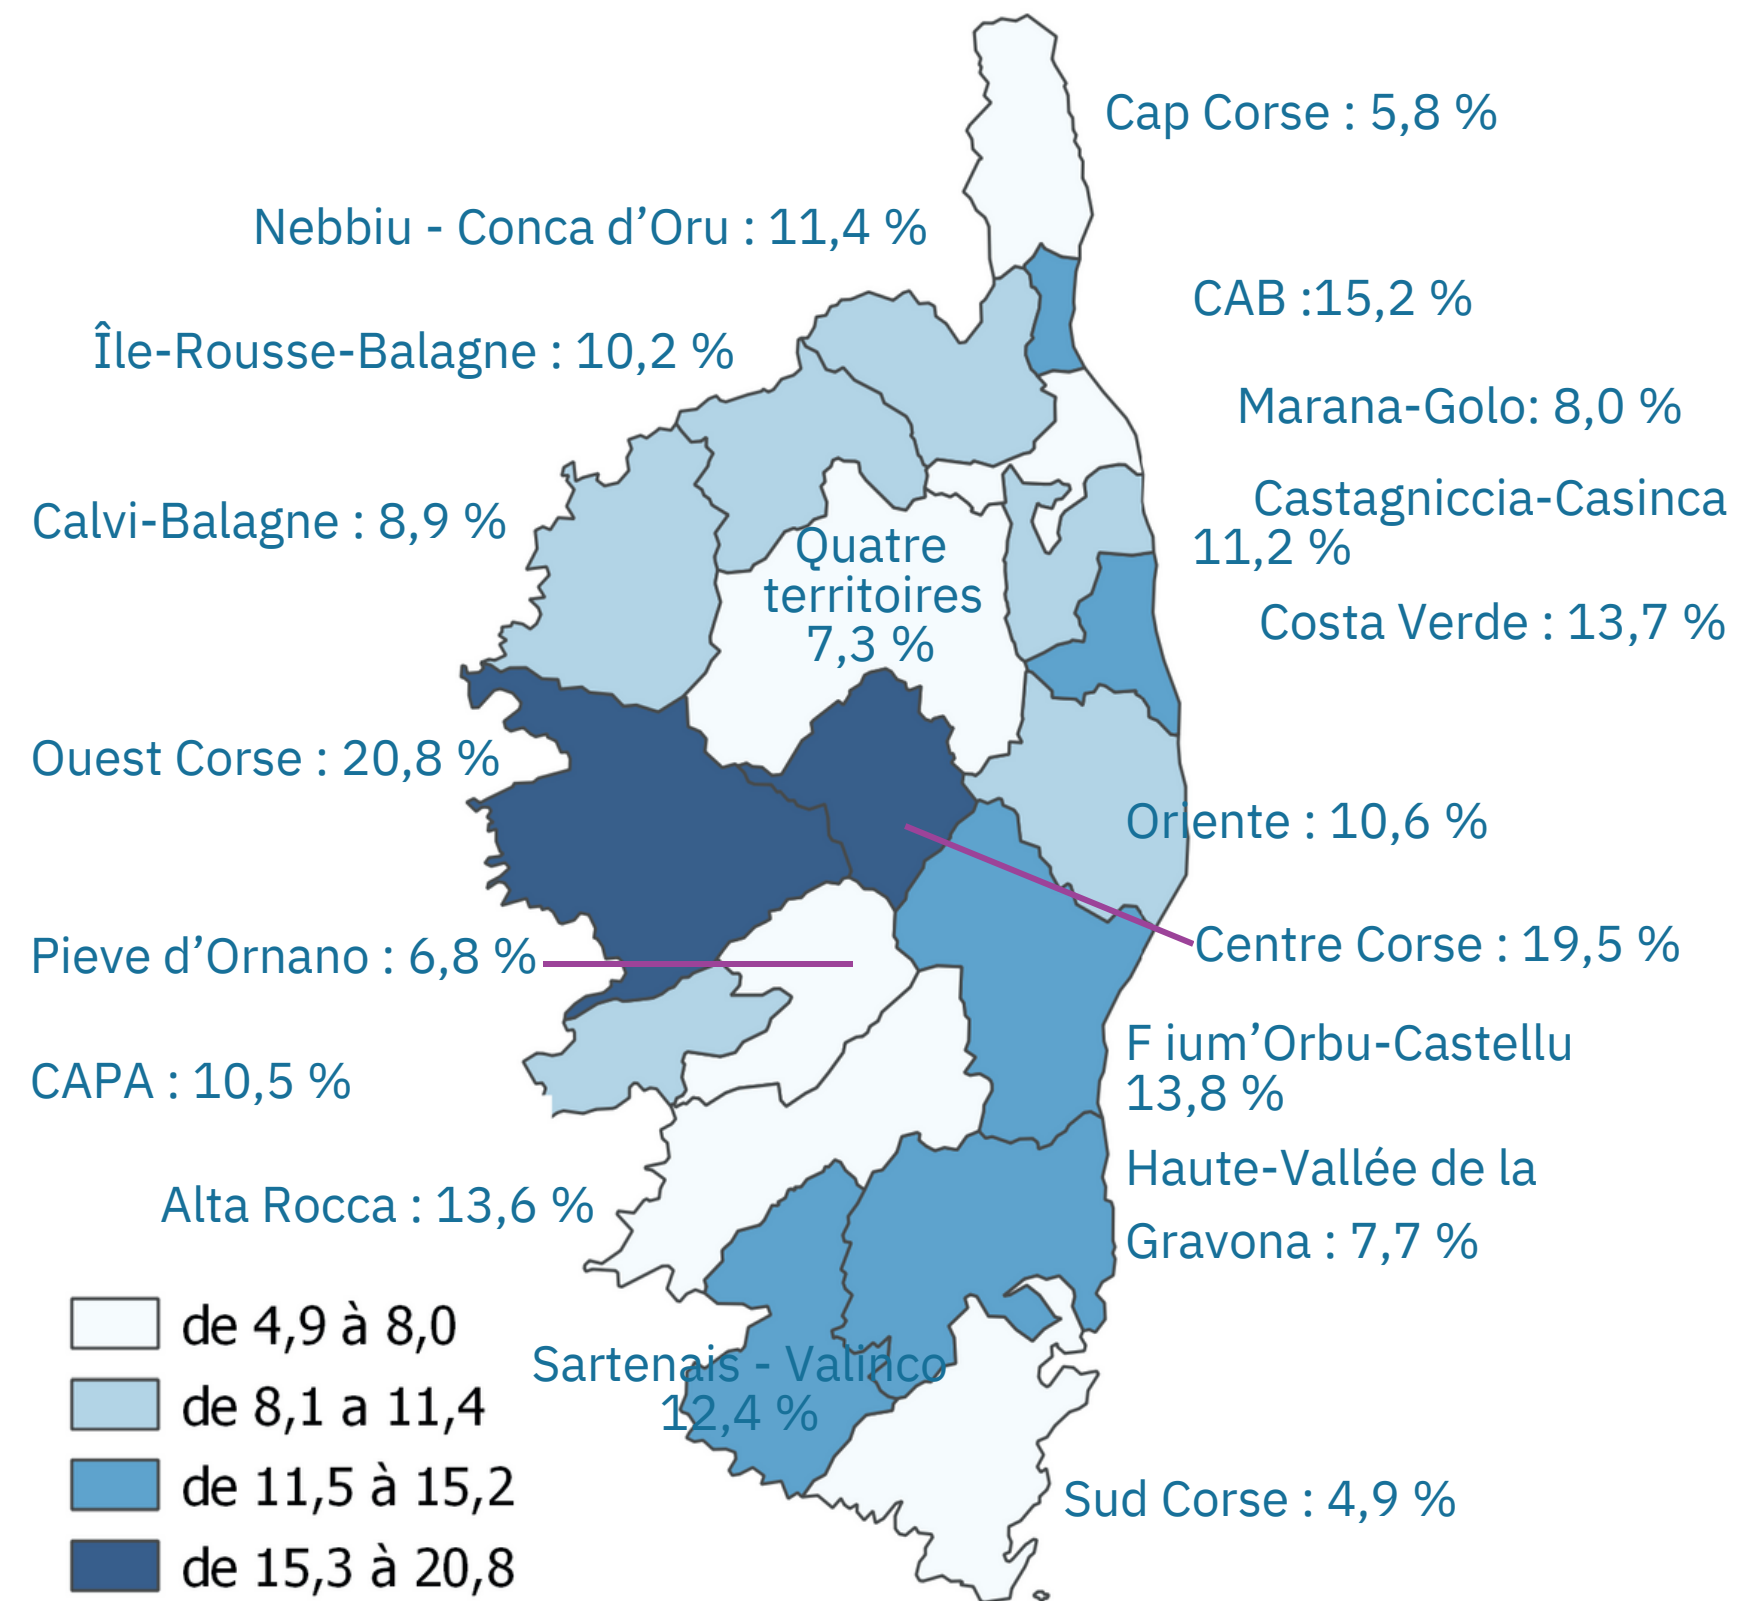 Cap Corse : 5,8 %
Nebbiu - Conca d’Oru : 11,4 %
CAB :15,2 %
Île-Rousse-Balagne : 10,2 %
Marana-Golo: 8,0 %
Castagniccia-Casinca
11,2 %
Calvi-Balagne : 8,9 %
Quatre
territoires
7,3 %
Costa Verde : 13,7 %
Ouest Corse : 20,8 %
Oriente : 10,6 %
Centre Corse : 19,5 %
Pieve d’Ornano : 6,8 %
F ium’Orbu-Castellu
13,8 %
CAPA : 10,5 %
Haute-Vallée de la
Gravona : 7,7 %
Alta Rocca : 13,6 %
Sartenais - Valinco
12,4 %
Sud Corse : 4,9 %
de 4,9 à 8,0
de 8,1 a 11,4
de 11,5 à 15,2
de 15,3 à 20,8